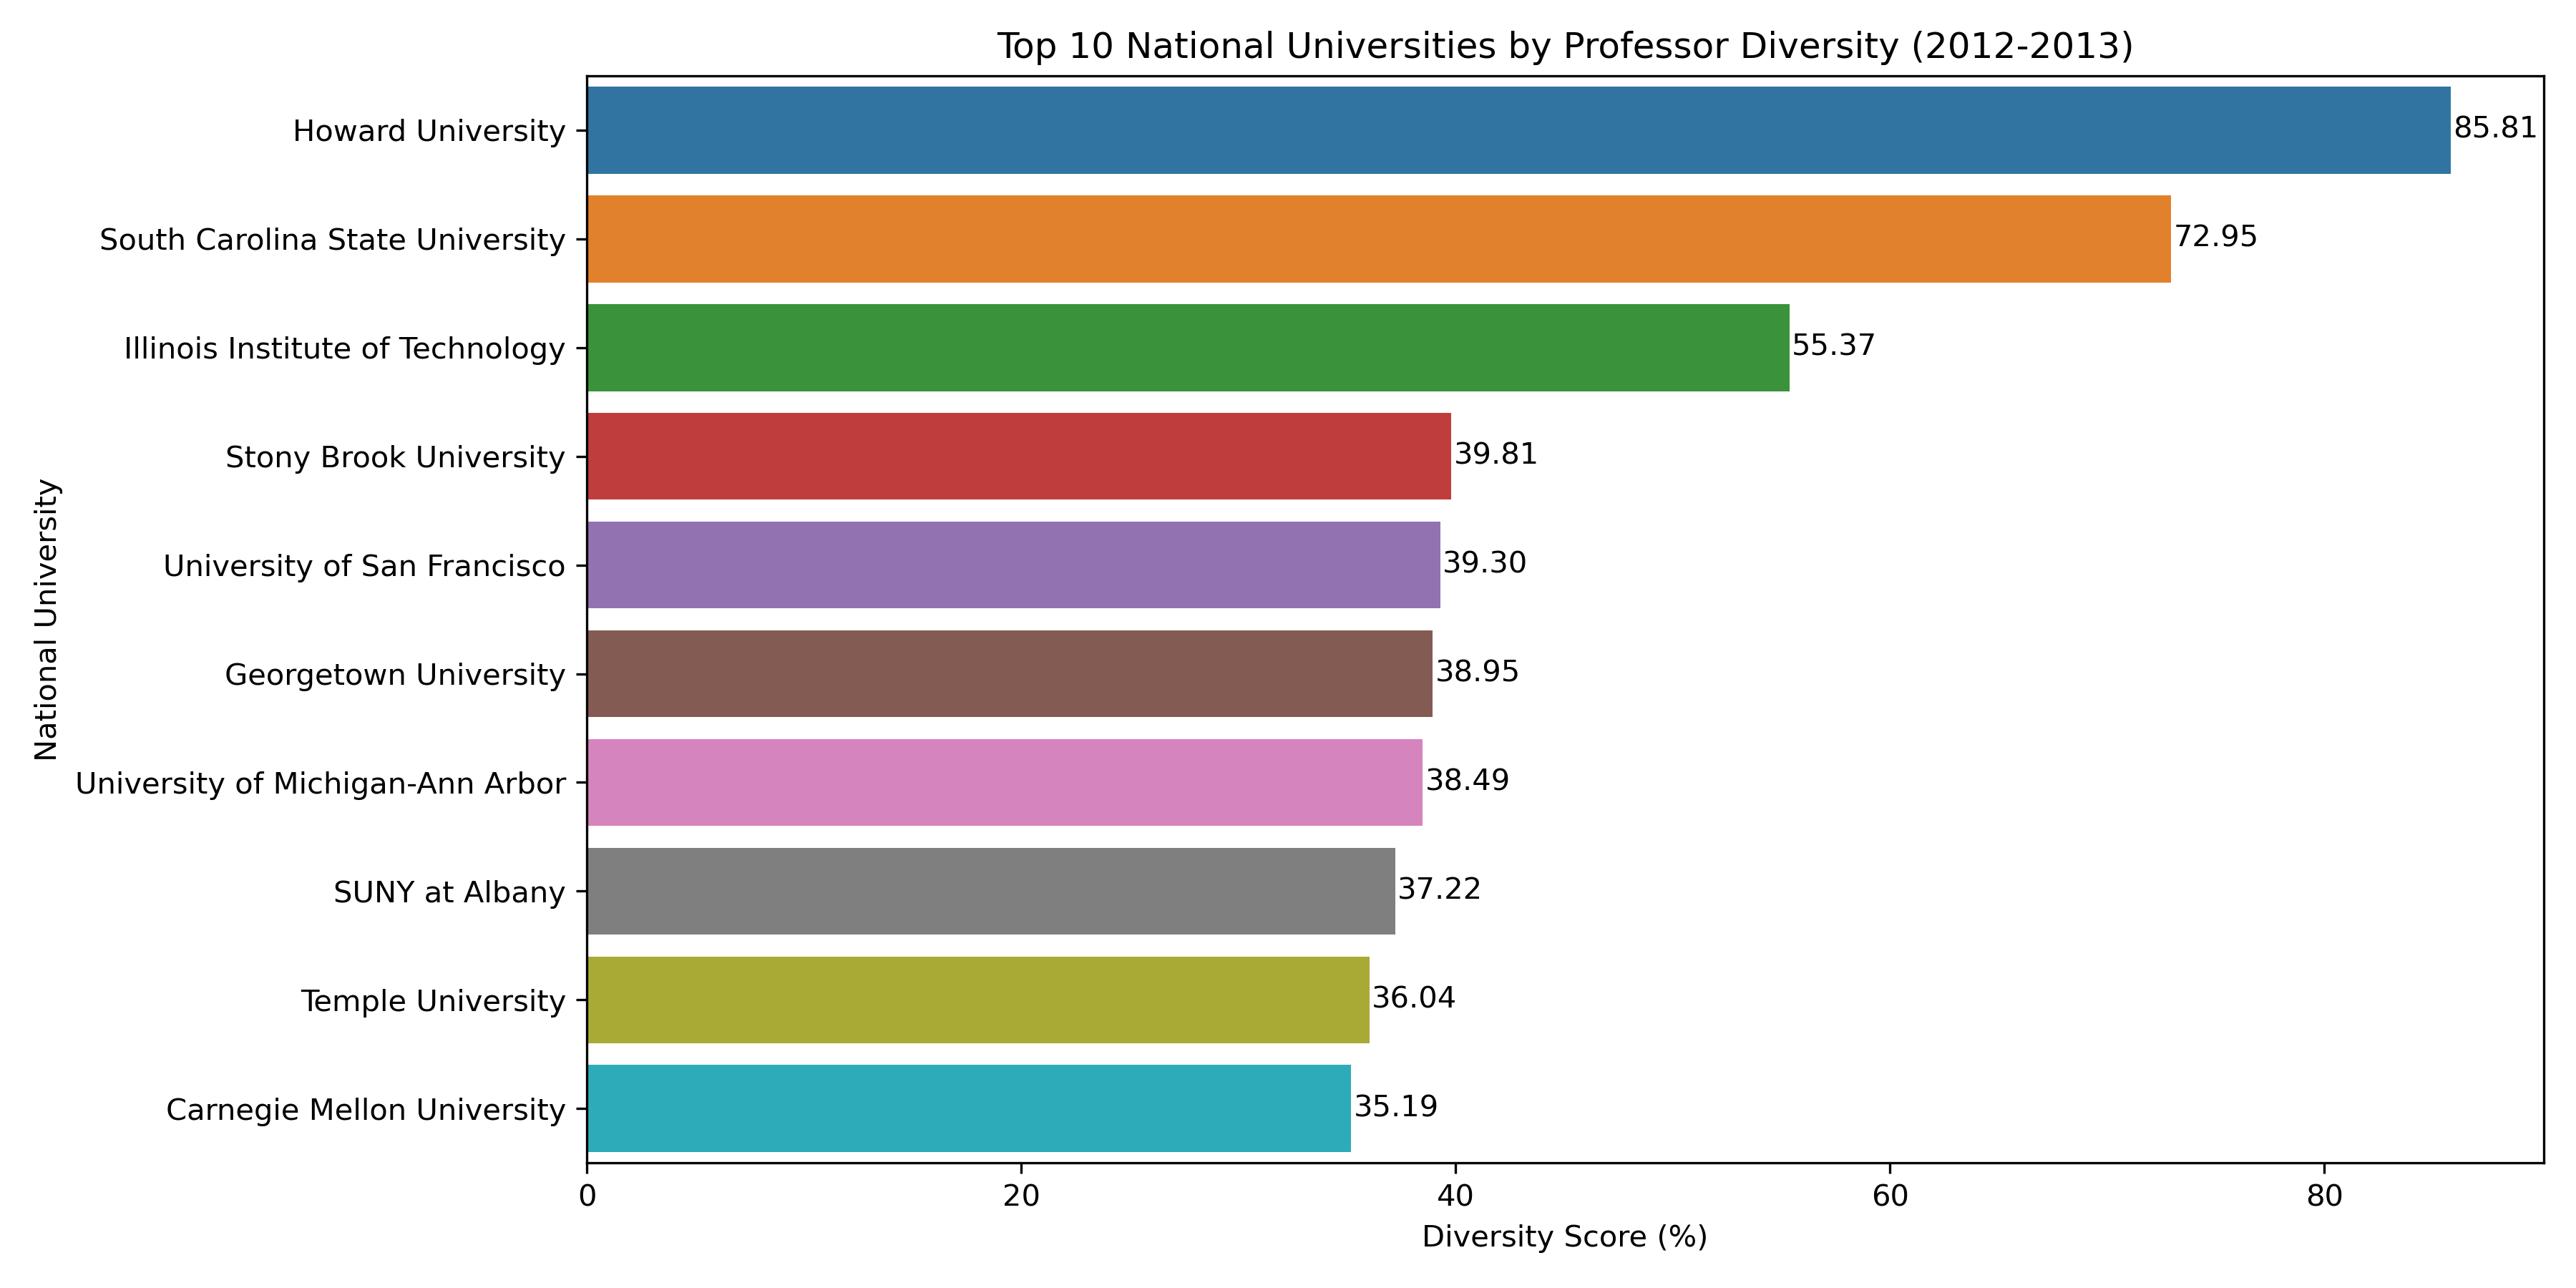 Top 10 National Universities by Professor Diversity (2012-2013)
National University
Howard University
85.81
South Carolina State University
72.95
Illinois Institute of Technology
55.37
Stony Brook University
39.81
University of San Francisco
39.30
Georgetown University
38.95
University of Michigan-Ann Arbor
38.49
SUNY at Albany
37.22
Temple University
36.04
Carnegie Mellon University
35.19
0 20 40 60 80
Diversity Score (%)